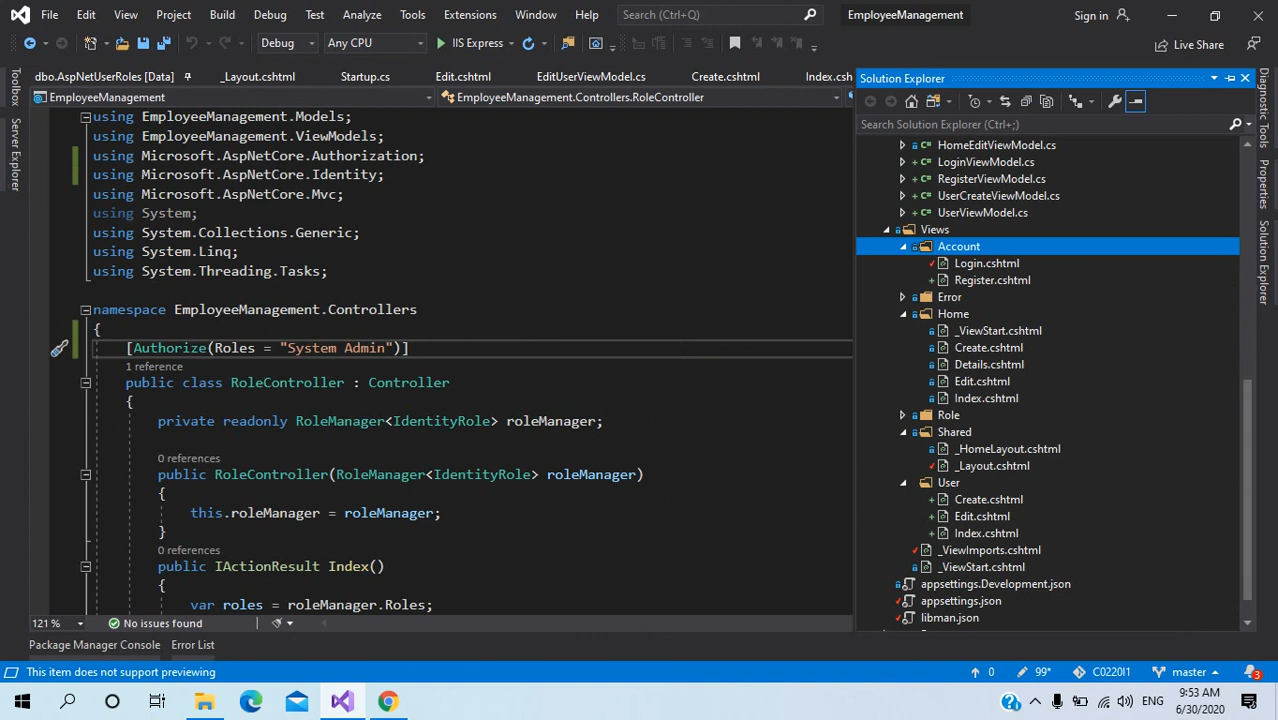 File Edit View Project Build Debug Test Analyze Tools Extensions Window Help Search (Ctrl+Q) EmployeeManagement Sign in
Debug Any CPU IIS Express Live Share
dbo.AspNetUserRoles [Data] _Layout.cshtml Startup.cs Edit.cshtml EditUserViewModel.cs Create.cshtml Index.csh
EmployeeManagement EmployeeManagement.Controllers.RoleController
Toolbox
Server Explorer
using EmployeeManagement.Models;
using EmployeeManagement.ViewModels;
using Microsoft.AspNetCore.Authorization;
using Microsoft.AspNetCore.Identity;
using Microsoft.AspNetCore.Mvc;
using System;
using System.Collections.Generic;
using System.Linq;
using System.Threading.Tasks;
namespace EmployeeManagement.Controllers
{
[Authorize(Roles = "System Admin")]
1 reference
public class RoleController : Controller
{
private readonly RoleManager<IdentityRole> roleManager;
0 references
public RoleController(RoleManager<IdentityRole> roleManager)
{
this.roleManager = roleManager;
}
0 references
public IActionResult Index()
{
var roles = roleManager.Roles;
121 % No issues found
Solution Explorer
Search Solution Explorer (Ctrl+;)
HomeEditViewModel.cs
LoginViewModel.cs
RegisterViewModel.cs
UserCreateViewModel.cs
UserViewModel.cs
Views
Account
Login.cshtml
Register.cshtml
Error
Home
_ViewStart.cshtml
Create.cshtml
Details.cshtml
Edit.cshtml
Index.cshtml
Role
Shared
_HomeLayout.cshtml
_Layout.cshtml
User
Create.cshtml
Edit.cshtml
Index.cshtml
_ViewImports.cshtml
_ViewStart.cshtml
appsettings.Development.json
appsettings.json
libman.json
Diagnostic Tools
Properties
Solution Explorer
Package Manager Console Error List
This item does not support previewing 0 99* C0220I1 master 3
ENG 9:53 AM
6/30/2020